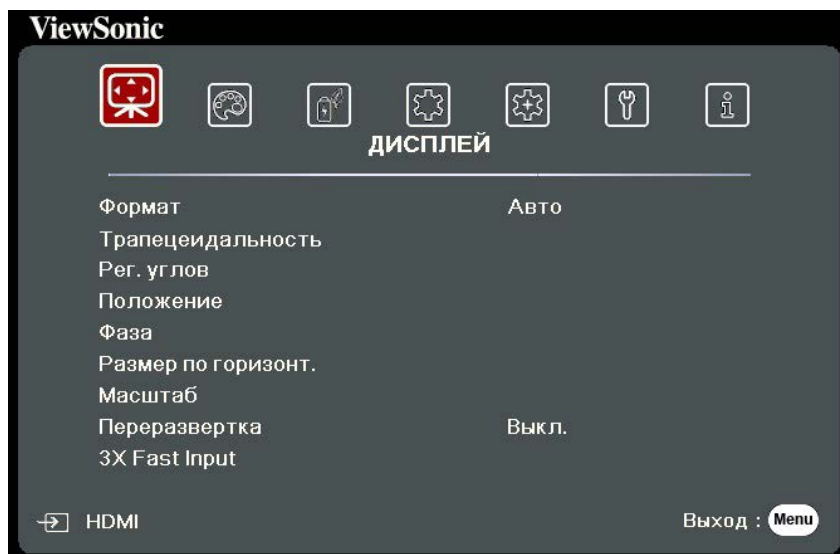 ViewSonic
ДИСПЛЕЙ
Формат Авто
Трапецеидальность
Рег. углов
Положение
Фаза
Размер по горизонт.
Масштаб
Переразвертка Выкл.
3X Fast Input
HDMI Выход : Menu